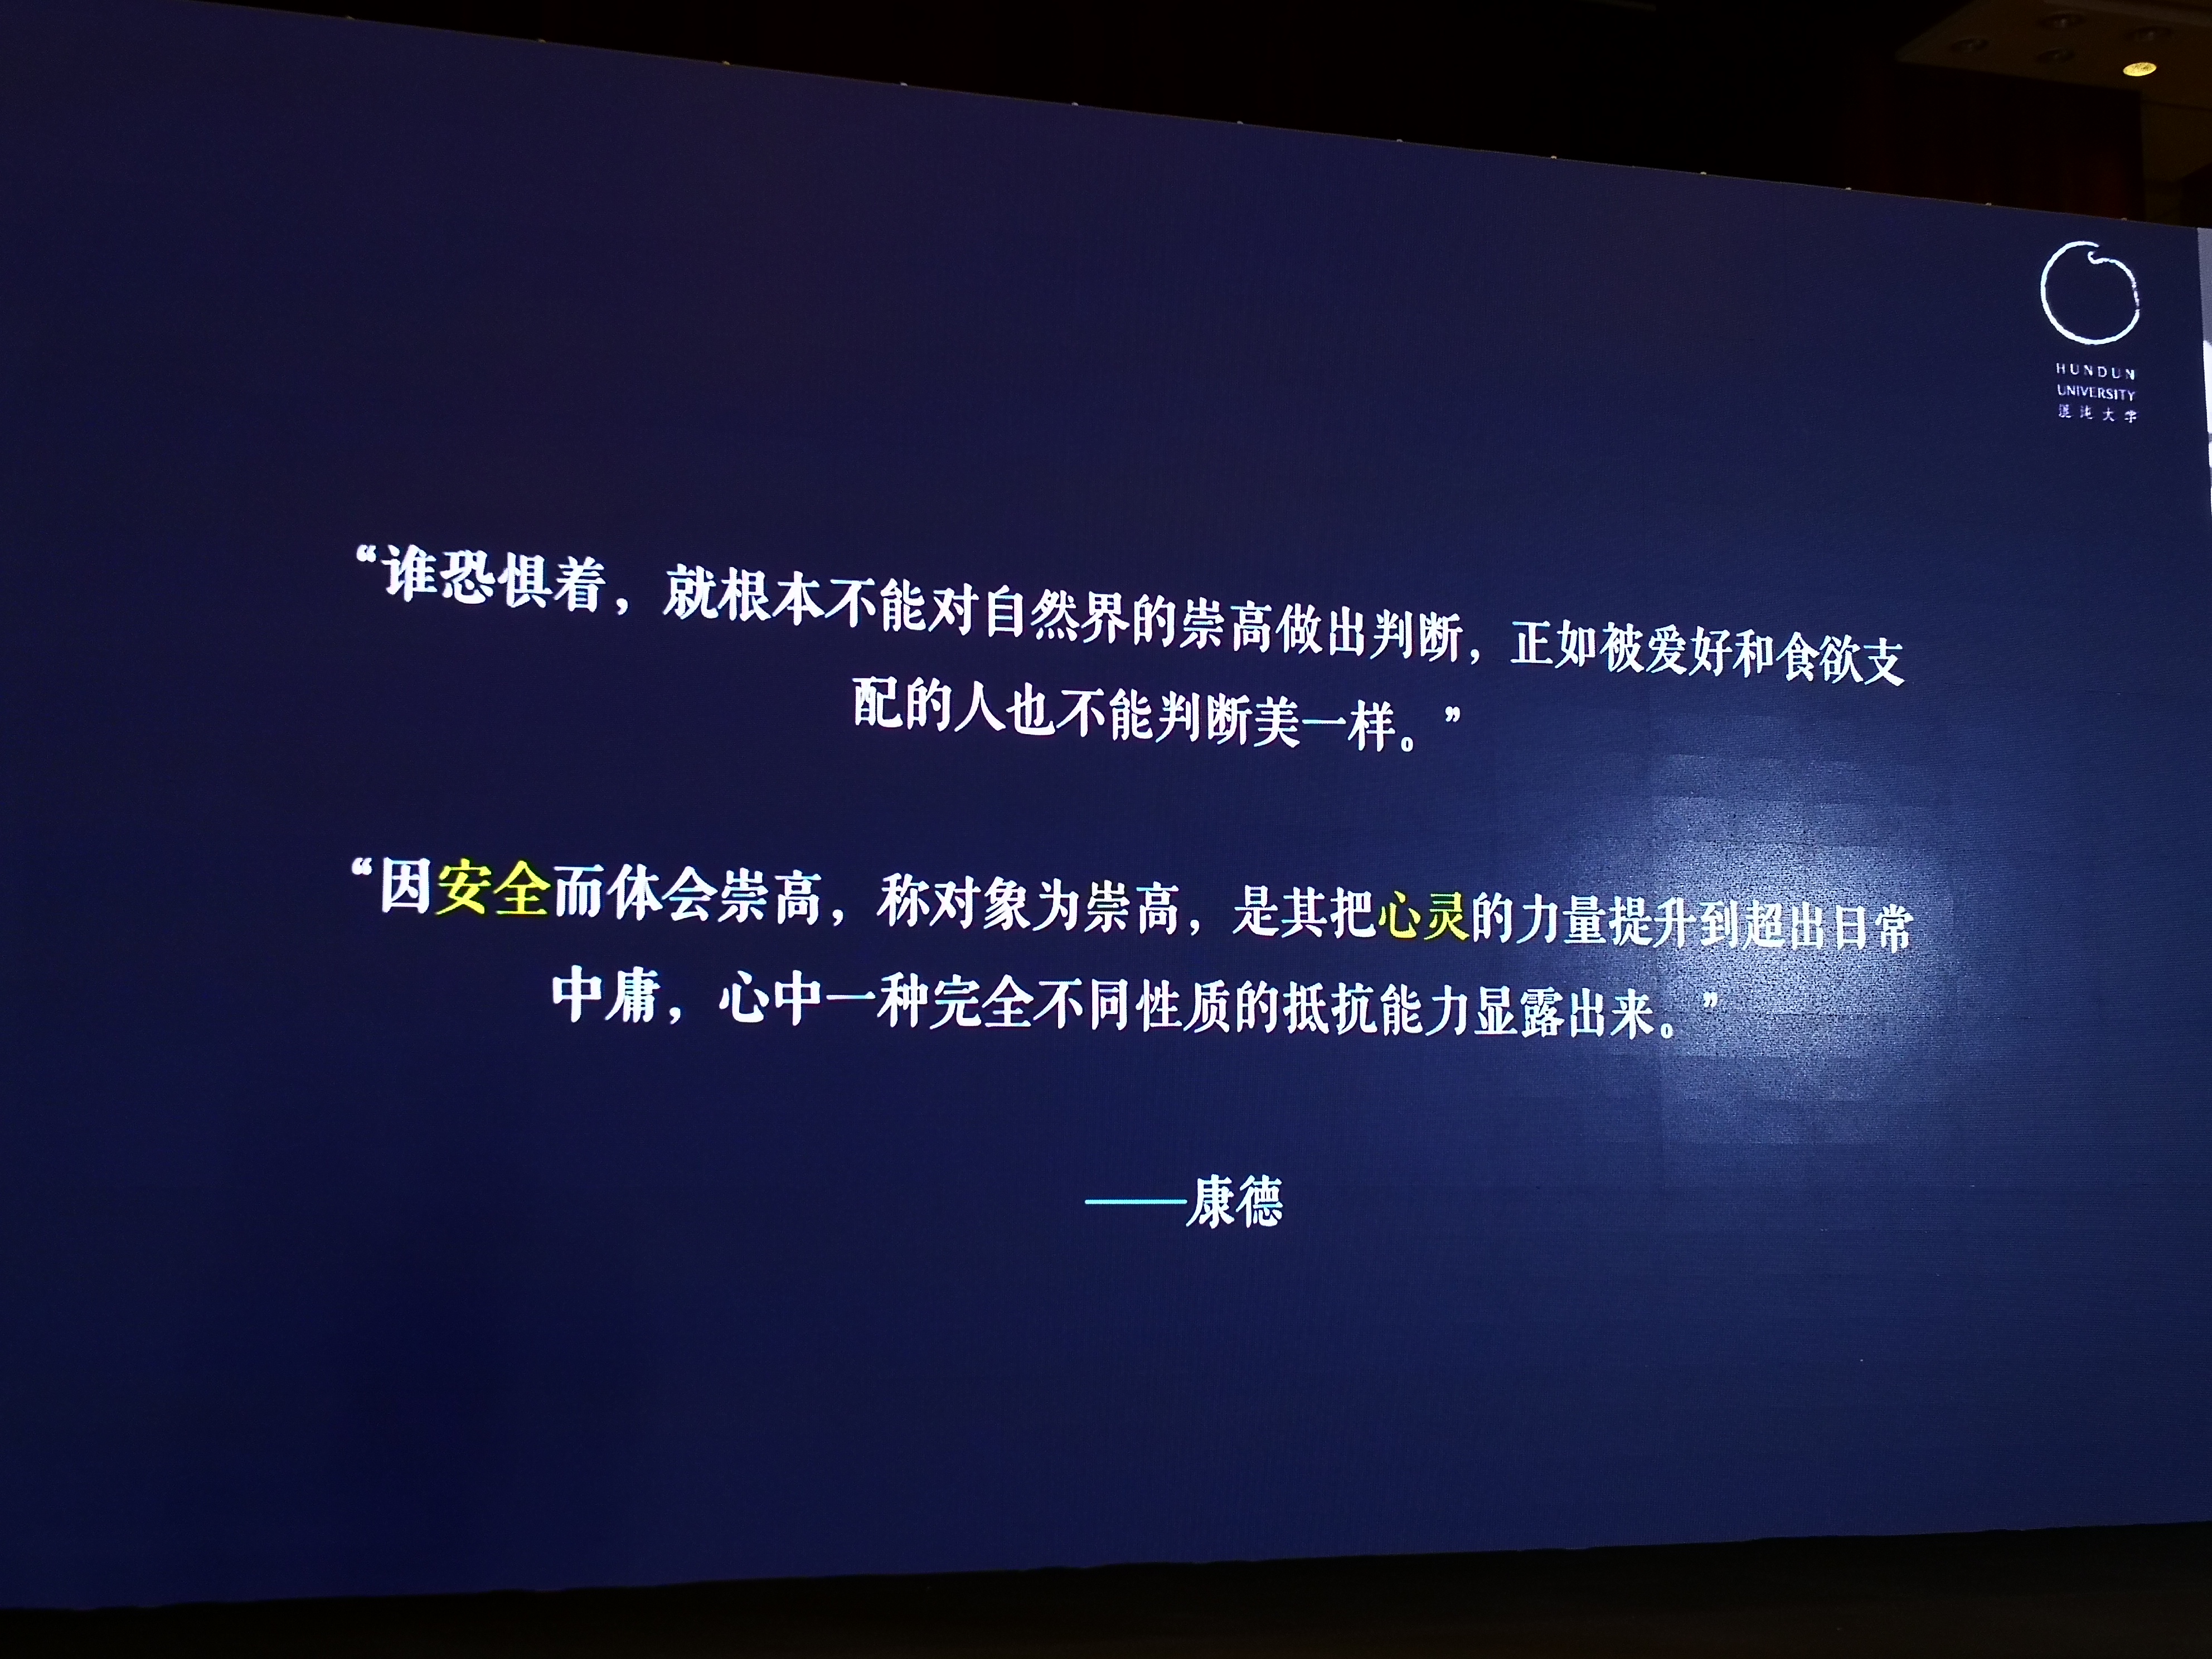 HUNDUN
UNIVERSITY
混沌大学
“谁恐惧着，就根本不能对自然界的崇高做出判断，正如被爱好和食欲支
配的人也不能判断美一样。”
“因安全而体会崇高，称对象为崇高，是其把心灵的力量提升到超出日常
中庸，心中一种完全不同性质的抵抗能力显露出来。”
——康德